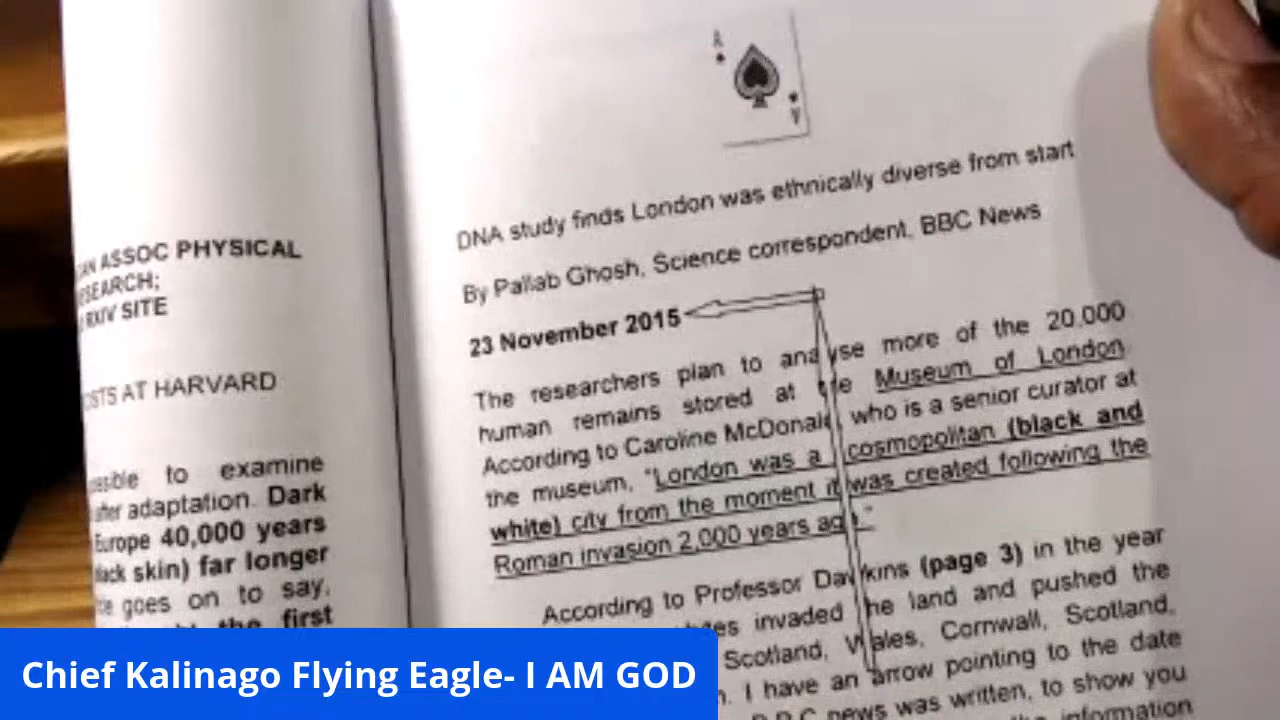 ASSOC PHYSICAL
SEARCH;
RXIV SITE
AT HARVARD
to examine
adaptation. Dark
Europe 40,000 years
skin) far longer
goes on to say,
the first
A
A
DNA study finds London was ethnically diverse from start
By Pallab Ghosh, Science correspondent, BBC News
23 November 2015
The researchers plan to analyse more of the 20,000
human remains stored at the Museum of London.
According to Caroline McDonald, who is a senior curator at
the museum, "London was a cosmopolitan (black and
white) city from the moment it was created following the
Roman invasion 2,000 years ago."
According to Professor Dawkins (page 3) in the year
invaded the land and pushed the
Scotland, Wales, Cornwall, Scotland,
I have an arrow pointing to the date
news was written, to show you
information
Chief Kalinago Flying Eagle- I AM GOD